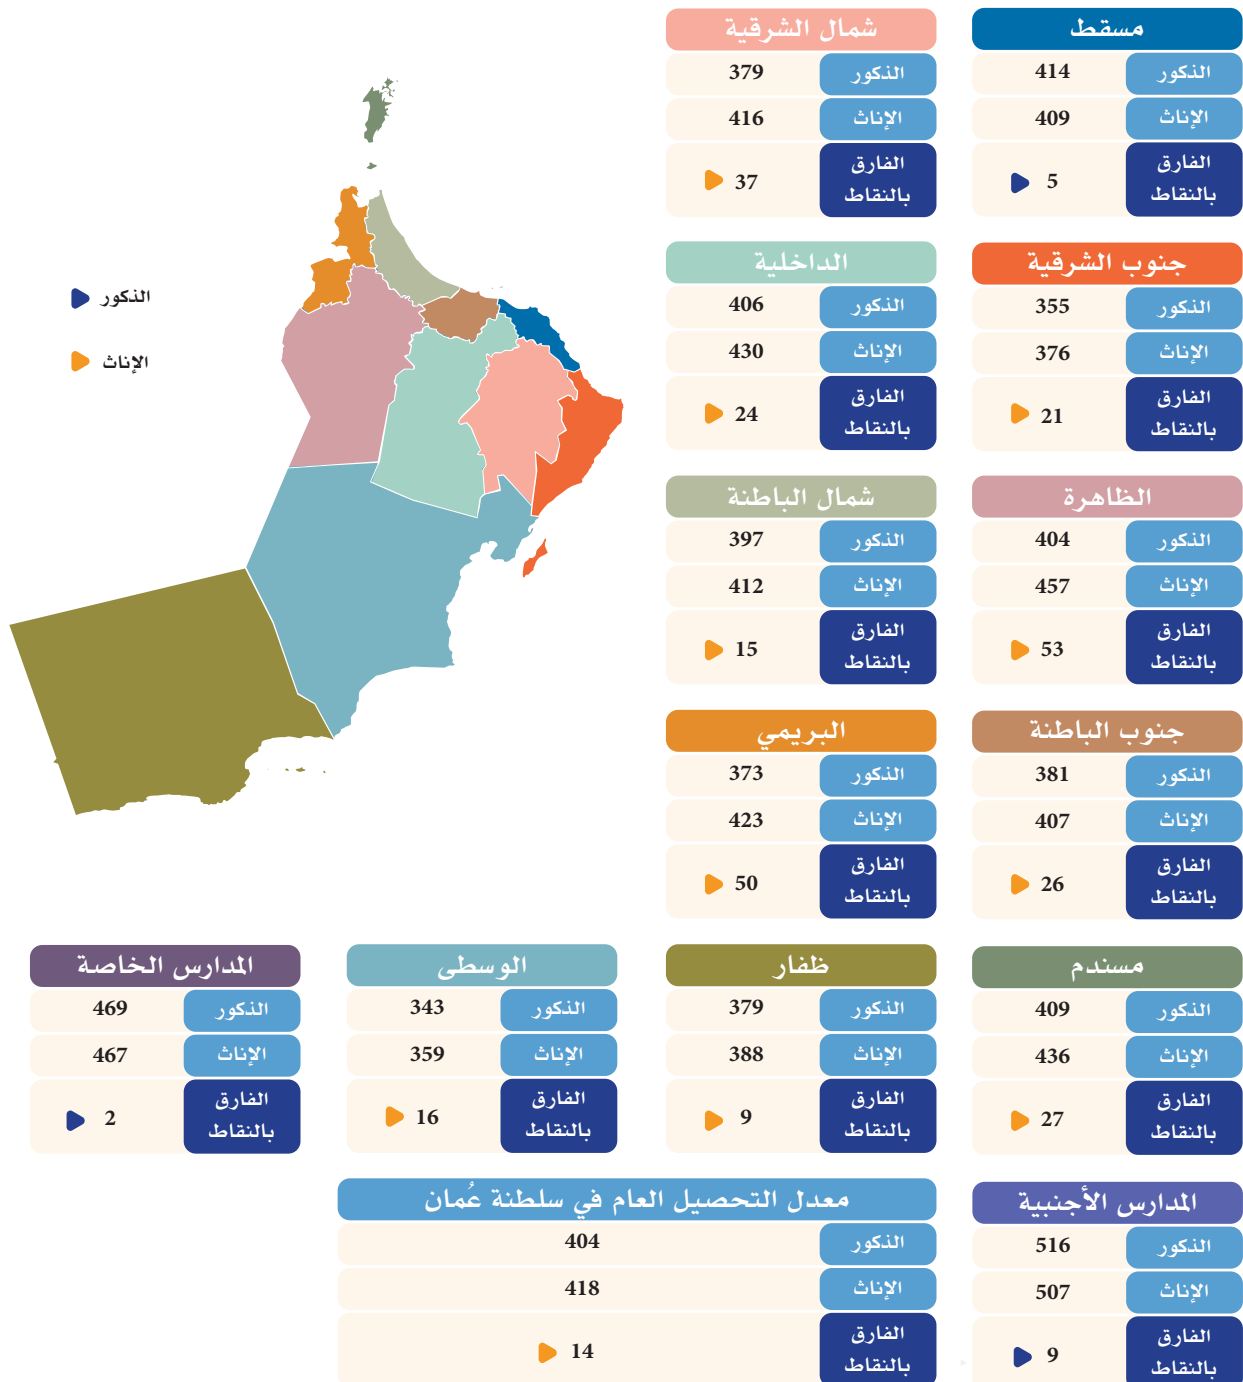 مسقط
الذكور 414
الإناث 409
الفارق بالنقاط 5
شمال الشرقية
الذكور 379
الإناث 416
الفارق بالنقاط 37
جنوب الشرقية
الذكور 355
الإناث 376
الفارق بالنقاط 21
الداخلية
الذكور 406
الإناث 430
الفارق بالنقاط 24
الذكور
الإناث
الظاهرة
الذكور 404
الإناث 457
الفارق بالنقاط 53
شمال الباطنة
الذكور 397
الإناث 412
الفارق بالنقاط 15
جنوب الباطنة
الذكور 381
الإناث 407
الفارق بالنقاط 26
البريمي
الذكور 373
الإناث 423
الفارق بالنقاط 50
مسندم
الذكور 409
الإناث 436
الفارق بالنقاط 27
ظفار
الذكور 379
الإناث 388
الفارق بالنقاط 9
الوسطى
الذكور 343
الإناث 359
الفارق بالنقاط 16
المدارس الخاصة
الذكور 469
الإناث 467
الفارق بالنقاط 2
المدارس الأجنبية
الذكور 516
الإناث 507
الفارق بالنقاط 9
معدل التحصيل العام في سلطنة عُمان
الذكور 404
الإناث 418
الفارق بالنقاط 14